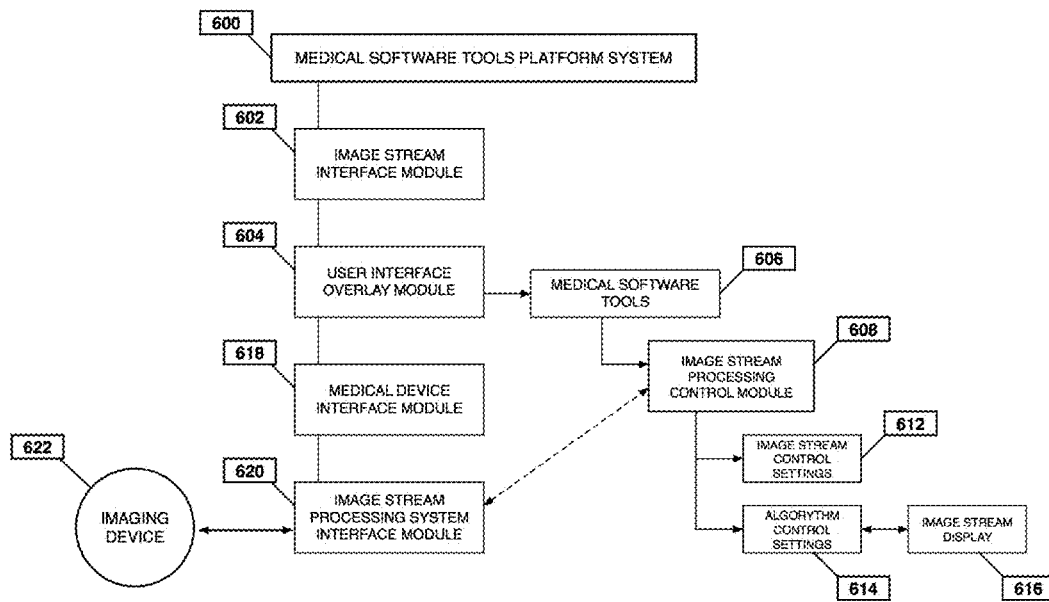 600
MEDICAL SOFTWARE TOOLS PLATFORM SYSTEM
602
IMAGE STREAM
INTERFACE MODULE
604
USER INTERFACE
OVERLAY MODULE
606
MEDICAL SOFTWARE
TOOLS
608
IMAGE STREAM
PROCESSING
CONTROL MODULE
618
MEDICAL DEVICE
INTERFACE MODULE
612
IMAGE STREAM
CONTROL
SETTINGS
622
IMAGING
DEVICE
620
IMAGE STREAM
PROCESSING SYSTEM
INTERFACE MODULE
ALGORYTHM
CONTROL
SETTINGS
614
IMAGE STREAM
DISPLAY
616